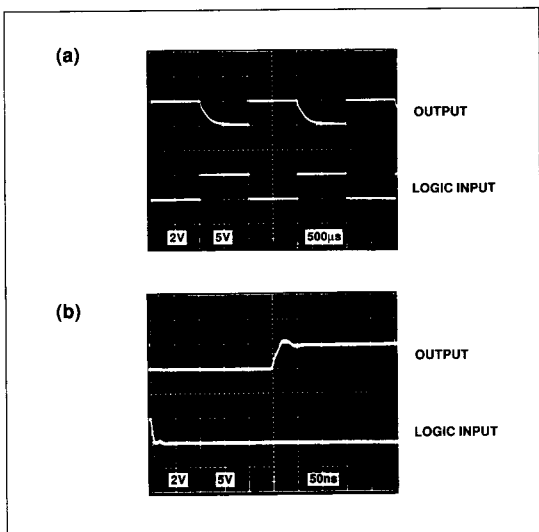 (a)
OUTPUT
LOGIC INPUT
2V 5V 500µs
(b)
OUTPUT
LOGIC INPUT
2V 5V 50ns